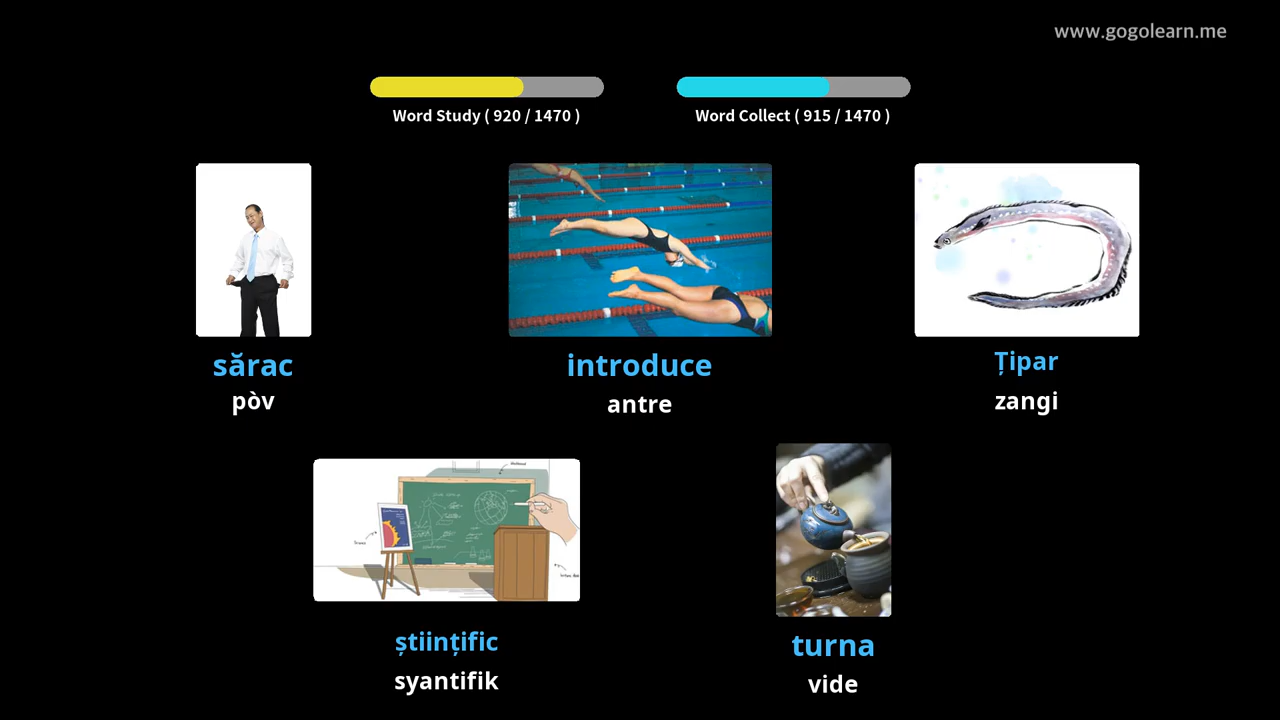 www.gogolearn.me
Word Study ( 920 / 1470 )
Word Collect ( 915 / 1470 )
sărac
pòv
introduce
antre
Țipar
zangi
științific
syantifik
turna
vide